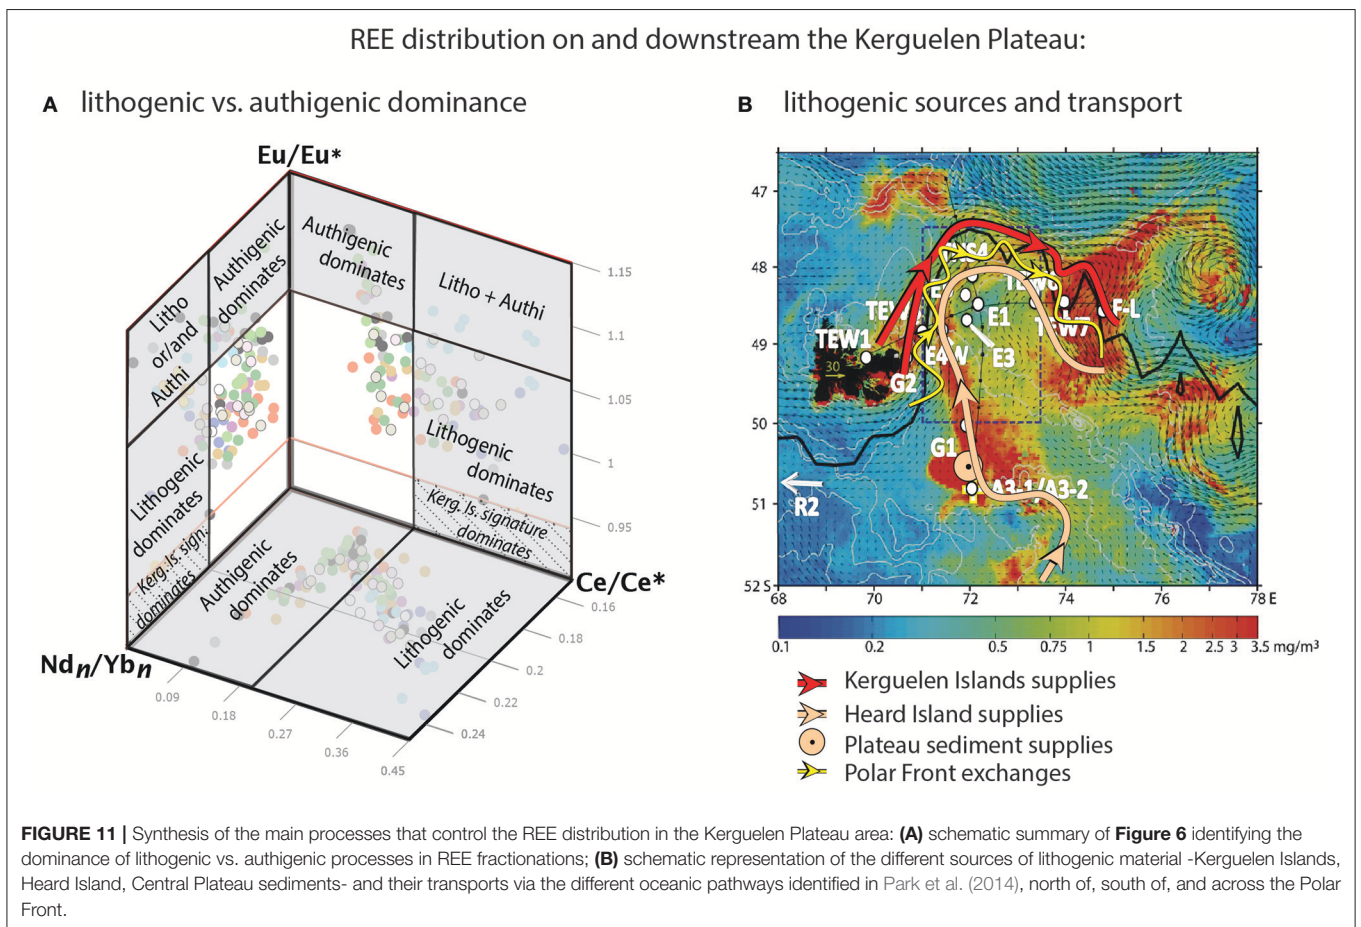 REE distribution on and downstream the Kerguelen Plateau:
A lithogenic vs. authigenic dominance
Eu/Eu*
Litho
or/and
Authi
Authigenic
dominates
Authigenic
dominates
Litho + Authi
Lithogenic
dominates
Kerg. Is. sign.
dominates
Lithogenic
dominates
Kerg. Is. signature
dominates
Authigenic
dominates
Lithogenic
dominates
1.15
1.1
1.05
1
0.95
Ce/Ce*
0.16
0.18
0.2
0.22
0.24
Ndn/Ybn
0.09
0.18
0.27
0.36
0.45
B lithogenic sources and transport
47
48
49
50
51
52 S
68
70
72
74
76
78 E
TEW1
30
G2
E4W
E3
E1
TEW7
F-L
G1
A3-1/A3-2
R2
0.1
0.2
0.5
0.75
1
1.5
2
2.5
3
3.5 mg/m³
Kerguelen Islands supplies
Heard Island supplies
Plateau sediment supplies
Polar Front exchanges
FIGURE 11 | Synthesis of the main processes that control the REE distribution in the Kerguelen Plateau area: (A) schematic summary of Figure 6 identifying the
dominance of lithogenic vs. authigenic processes in REE fractionations; (B) schematic representation of the different sources of lithogenic material -Kerguelen Islands,
Heard Island, Central Plateau sediments- and their transports via the different oceanic pathways identified in Park et al. (2014), north of, south of, and across the Polar
Front.